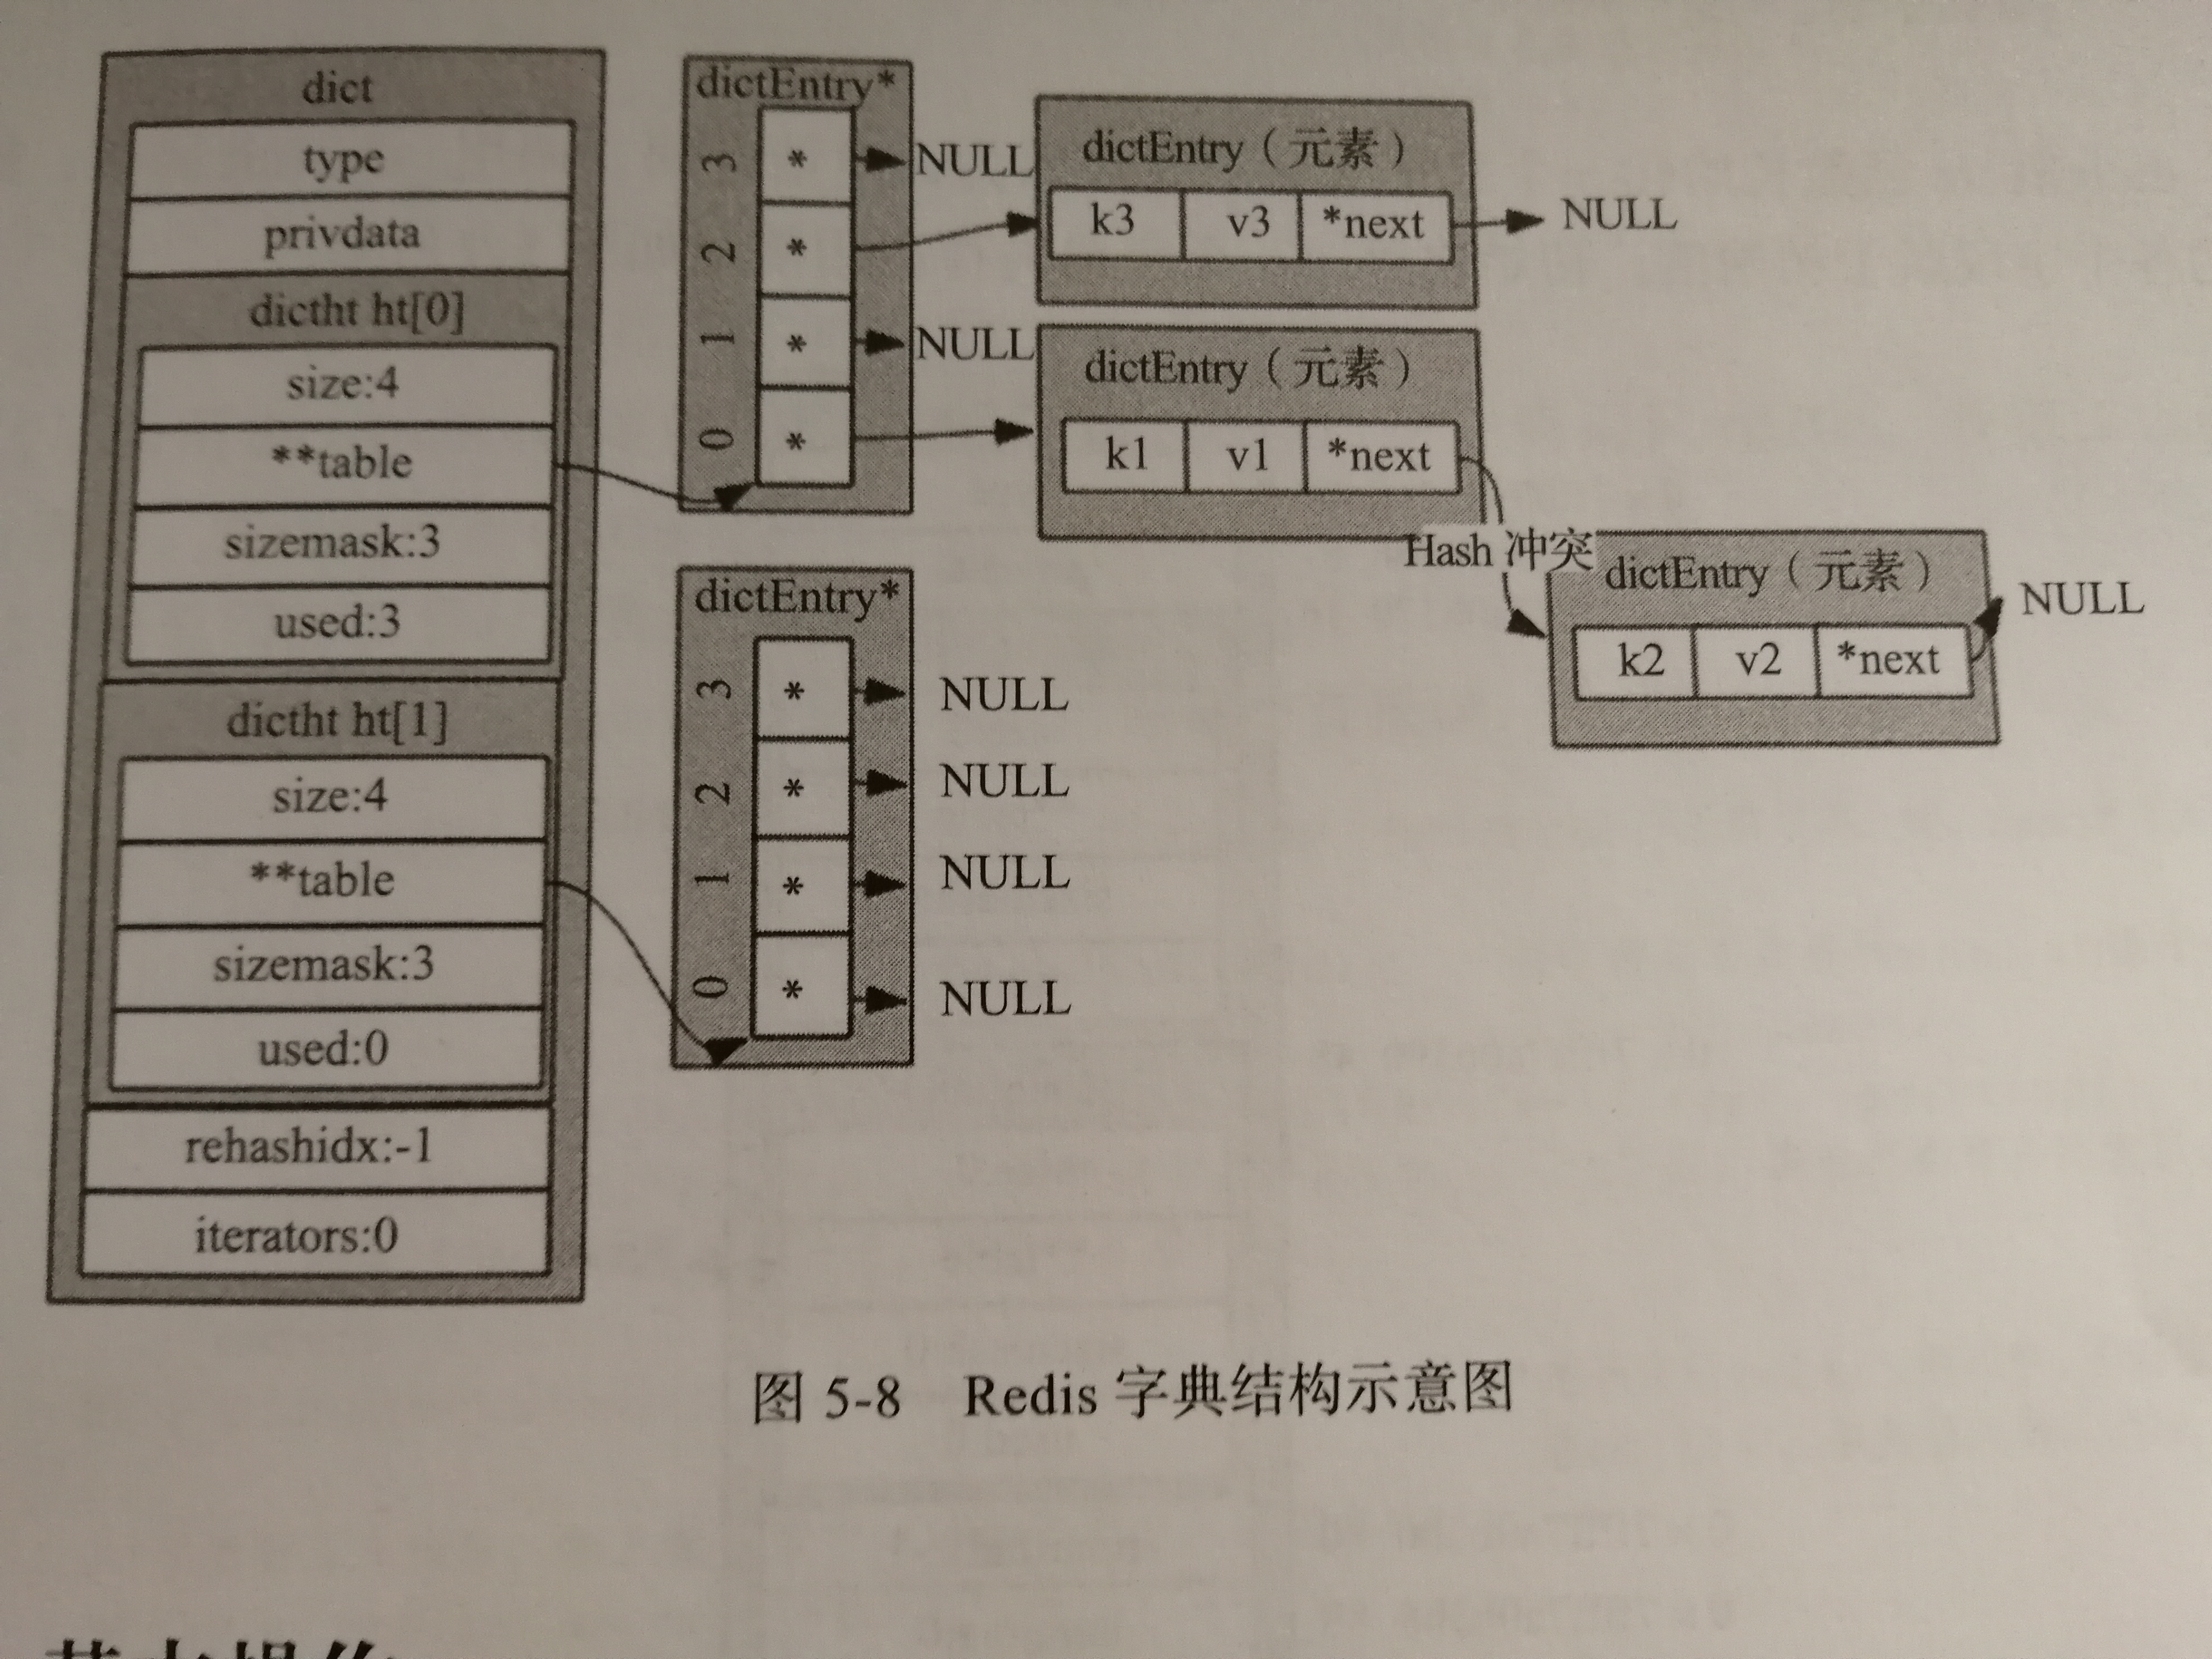 dict
type
privdata
dictht ht[0]
size:4
**table
sizemask:3
used:3
dictht ht[1]
size:4
**table
sizemask:3
used:0
rehashidx:-1
iterators:0
dictEntry*
3 * NULL
2 *
1 * NULL
0 *
dictEntry（元素）
k3 v3 *next NULL
dictEntry（元素）
k1 v1 *next
Hash 冲突
dictEntry（元素）
k2 v2 *next NULL
dictEntry*
3 * NULL
2 * NULL
1 * NULL
0 * NULL
图 5-8 Redis 字典结构示意图